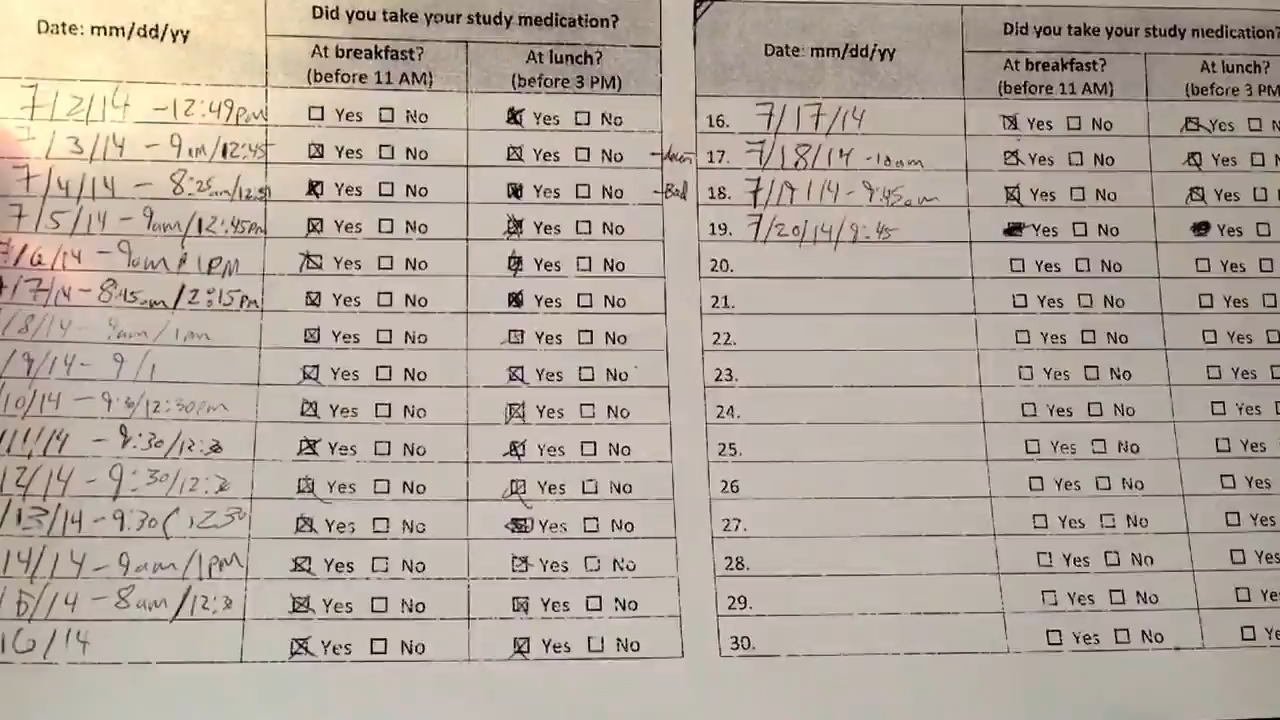 Date: mm/dd/yy Did you take your study medication?
At breakfast? (before 11 AM) At lunch? (before 3 PM)
7/2/14 - 12:49pm Yes No Yes No
7/3/14 - 9am/12:45 Yes No Yes No
7/4/14 - 8:25am/12: Yes No Yes No
7/5/14 - 9am/12:45pm Yes No Yes No
/6/14 - 9am 1PM Yes No Yes No
/7/14 - 8:45am/2:15pm Yes No Yes No
/8/14 - 9am/1pm Yes No Yes No
/9/14 - 9/1 Yes No Yes No
/10/14 - 9:30/12:30pm Yes No Yes No
/11/14 - 9:30/12:30 Yes No Yes No
12/14 - 9:30/12:30 Yes No Yes No
/13/14 - 9:30 ( 1230 Yes No Yes No
14/14 - 9am/1PM Yes No Yes No
15/14 - 8am/12:30 Yes No Yes No
16/14 Yes No Yes No
Date: mm/dd/yy Did you take your study medication?
At breakfast? (before 11 AM) At lunch? (before 3 PM
16. 7/17/14 Yes No Yes
17. 7/18/14 - 10am Yes No Yes
- Bad 18. 7/19/14 - 9:45am Yes No Yes
19. 7/20/14/9:45 Yes No Yes
20. Yes No Yes
21. Yes No Yes
22. Yes No Yes
23. Yes No Yes
24. Yes No Yes
25. Yes No Yes
26 Yes No Yes
27. Yes No Yes
28. Yes No Yes
29. Yes No Ye
30. Yes No Ye